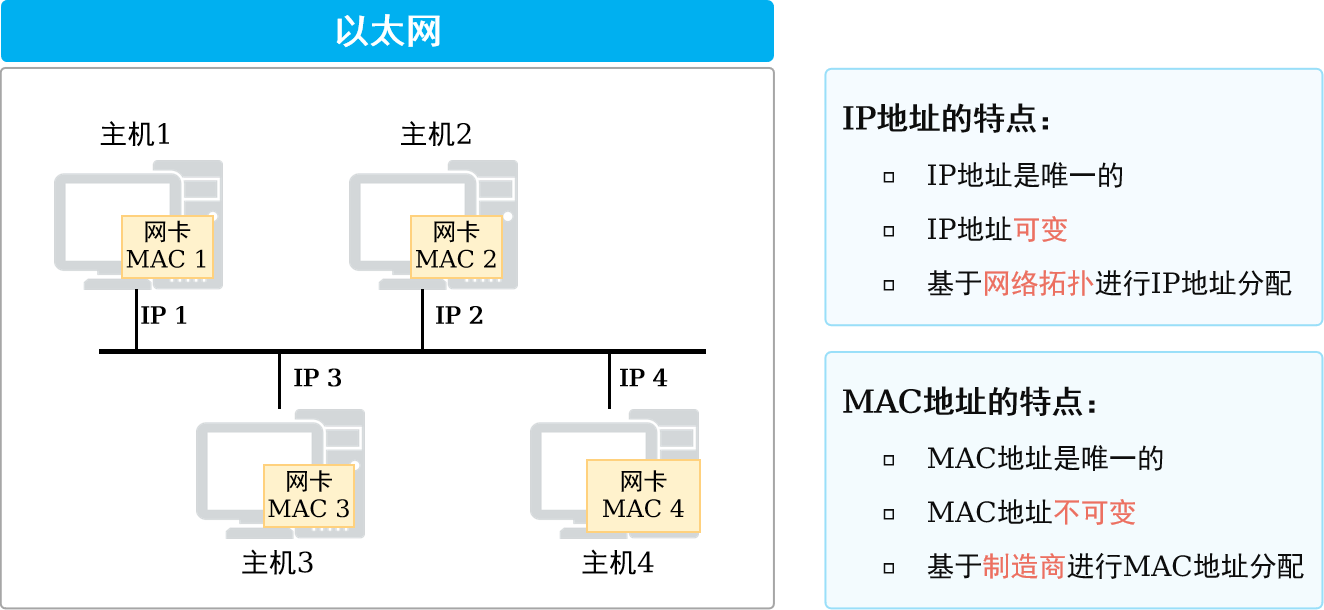 以太网
主机1
主机2
网卡
MAC 1
网卡
MAC 2
IP 1
IP 2
IP 3
IP 4
网卡
MAC 3
网卡
MAC 4
主机3
主机4
IP地址的特点：
IP地址是唯一的
IP地址可变
基于网络拓扑进行IP地址分配
MAC地址的特点：
MAC地址是唯一的
MAC地址不可变
基于制造商进行MAC地址分配